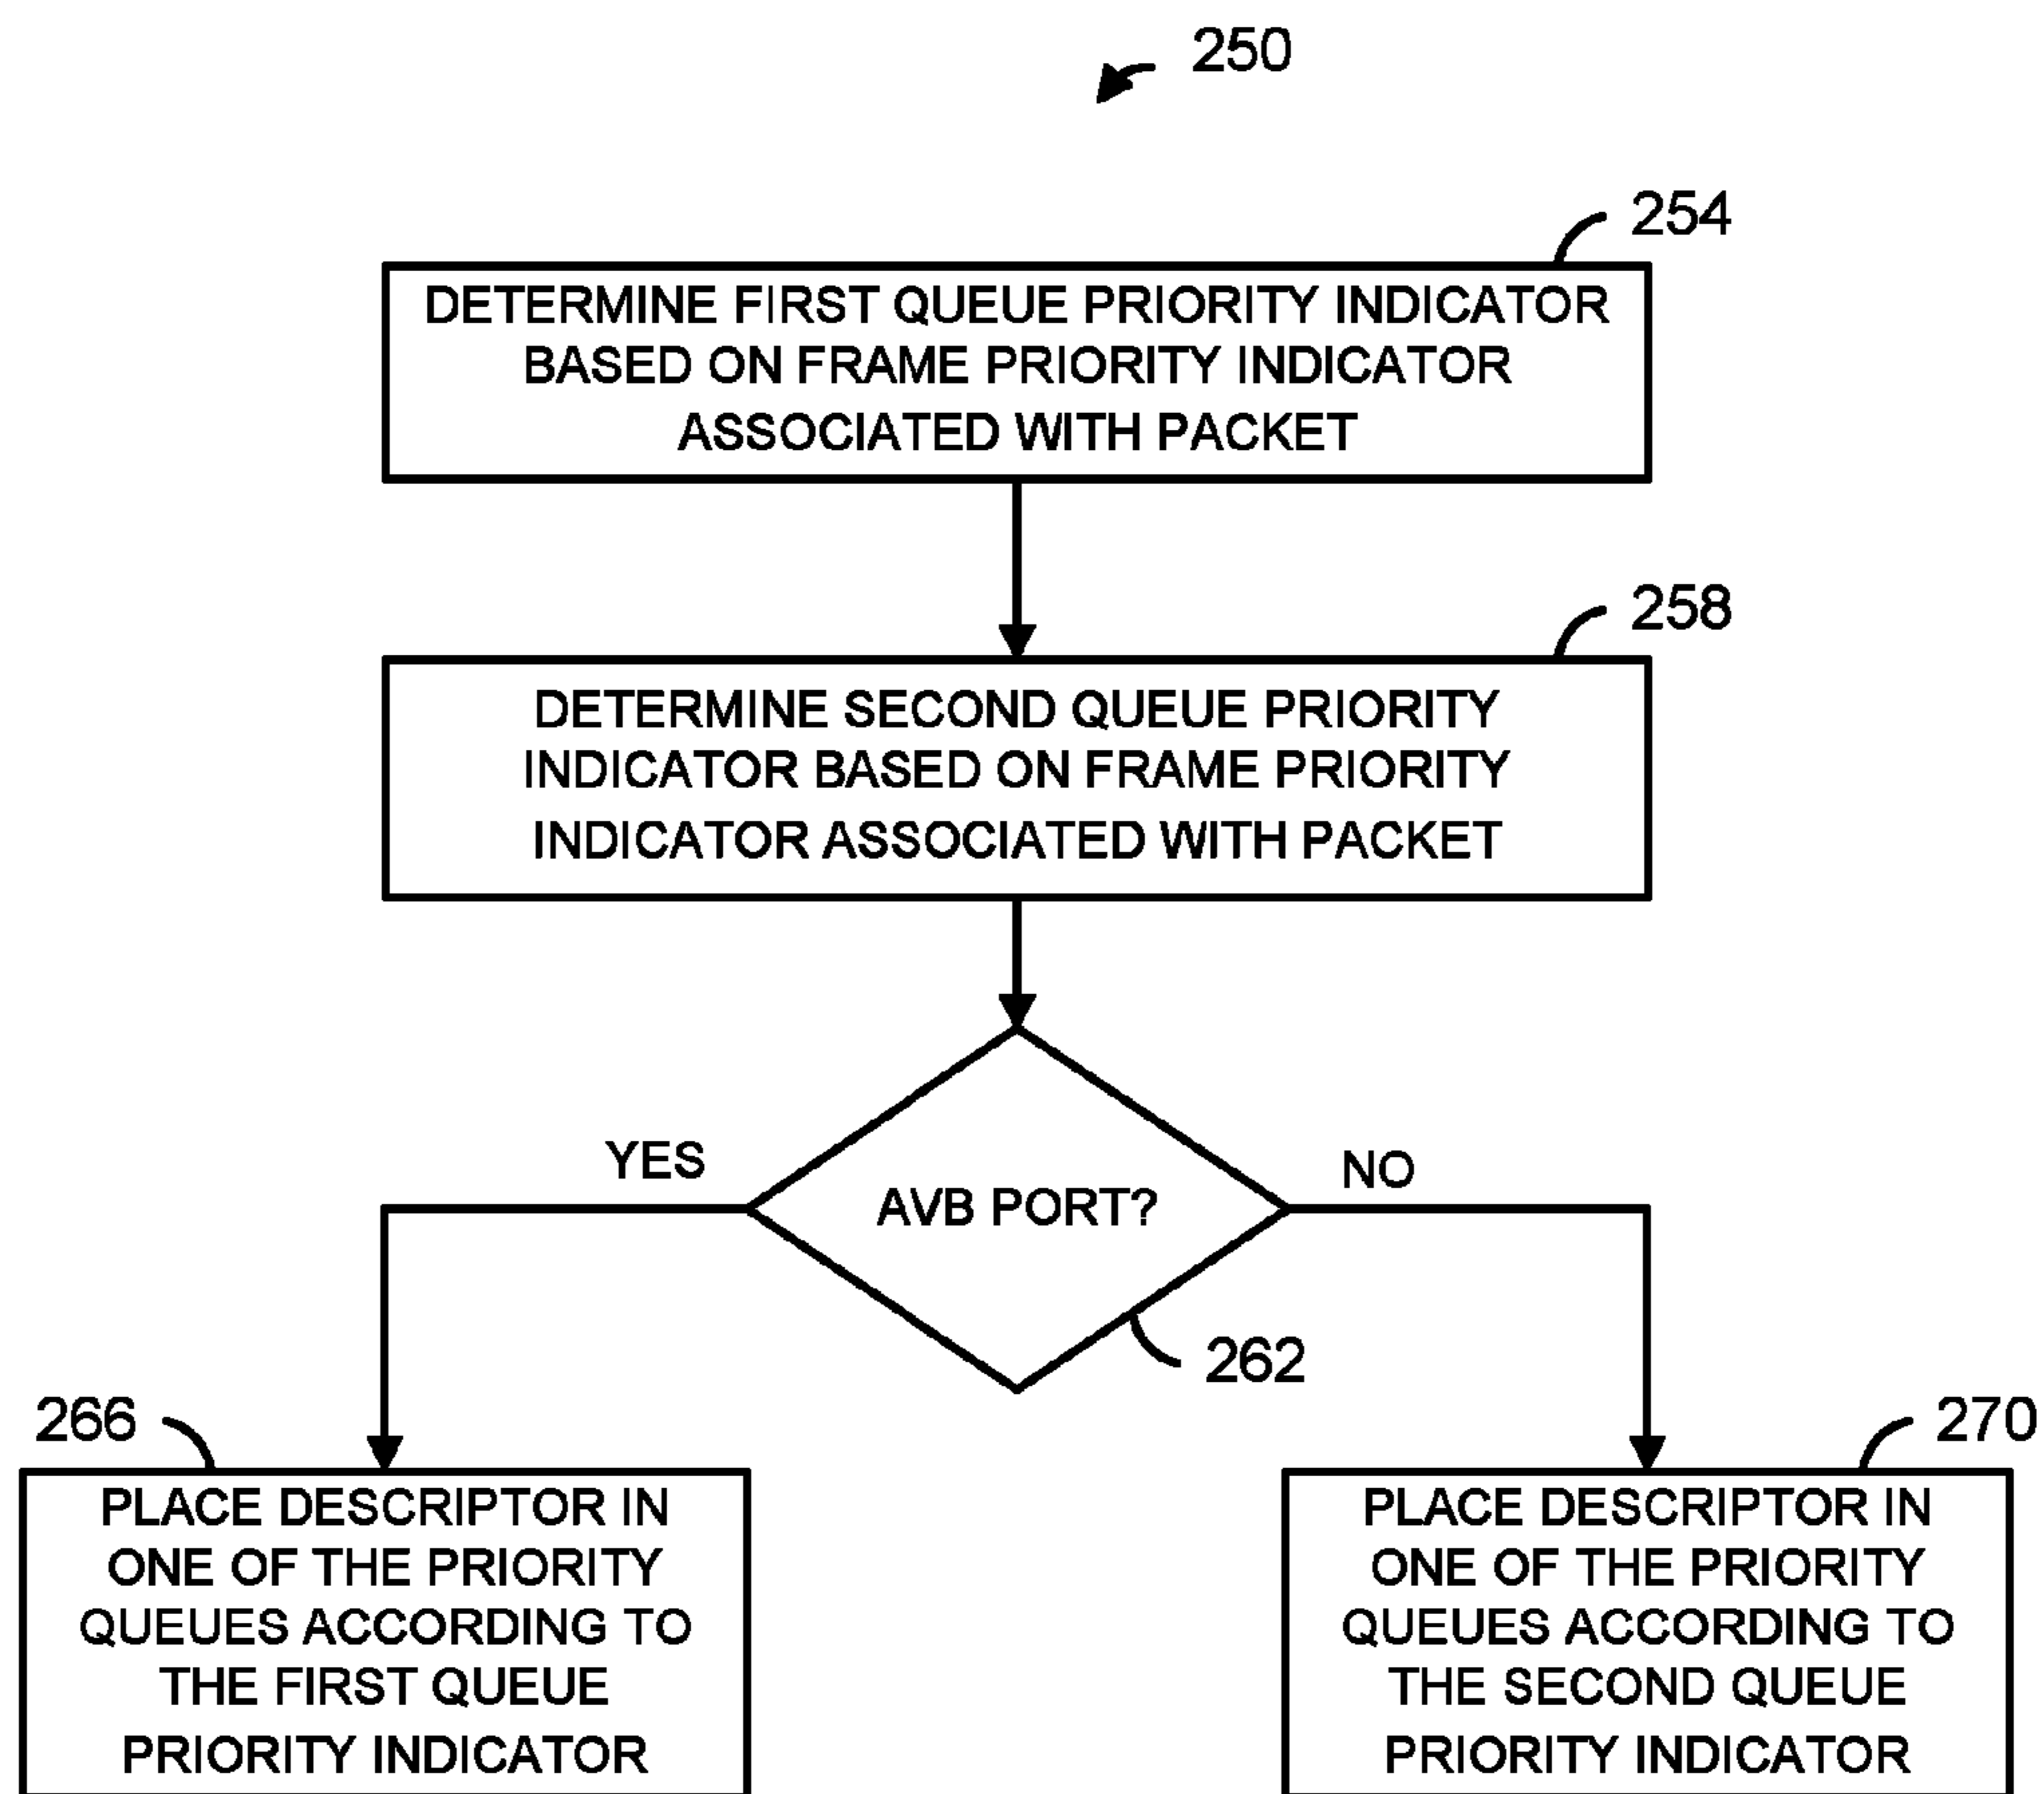 250
254
DETERMINE FIRST QUEUE PRIORITY INDICATOR
BASED ON FRAME PRIORITY INDICATOR
ASSOCIATED WITH PACKET
258
DETERMINE SECOND QUEUE PRIORITY
INDICATOR BASED ON FRAME PRIORITY
INDICATOR ASSOCIATED WITH PACKET
YES
NO
AVB PORT?
262
266
270
PLACE DESCRIPTOR IN
ONE OF THE PRIORITY
QUEUES ACCORDING TO
THE FIRST QUEUE
PRIORITY INDICATOR
PLACE DESCRIPTOR IN
ONE OF THE PRIORITY
QUEUES ACCORDING TO
THE SECOND QUEUE
PRIORITY INDICATOR